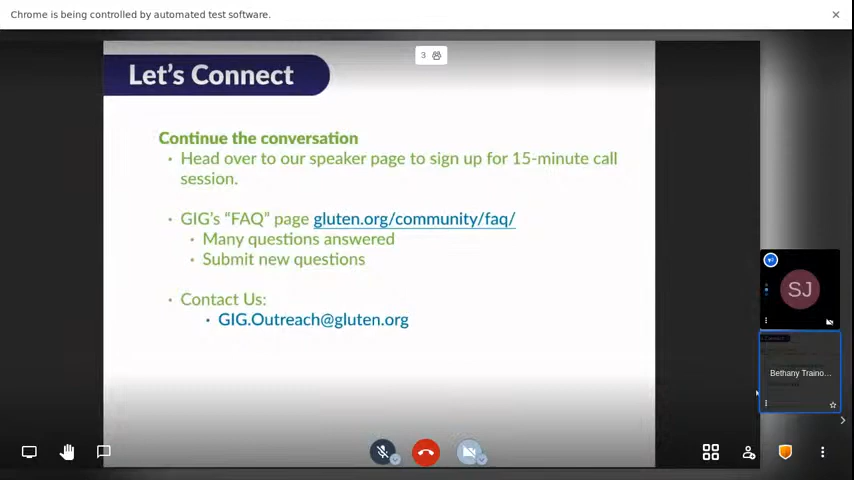 Chrome is being controlled by automated test software.
3
Let's Connect
Continue the conversation
• Head over to our speaker page to sign up for 15-minute call
session.
• GIG's “FAQ” page gluten.org/community/faq/
• Many questions answered
• Submit new questions
• Contact Us:
• GIG.Outreach@gluten.org
SJ
Bethany Traino...